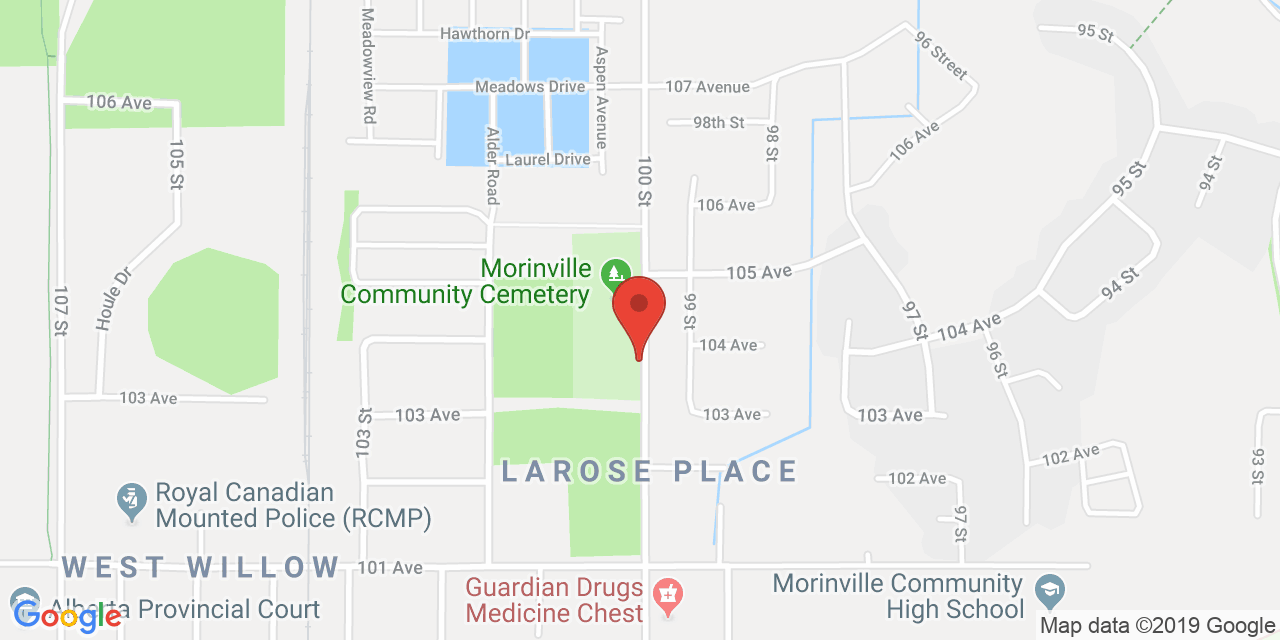 Hawthorn Dr
Meadowview Rd
Aspen Avenue
Meadows Drive
107 Avenue
95 St
96 Street
106 Ave
98th St
98 St
106 Ave
105 St
Alder Road
Laurel Drive
100 St
94 St
95 St
106 Ave
Morinville
Community Cemetery
105 Ave
94 St
Houle Dr
107 St
99 St
97 St
104 Ave
104 Ave
96 St
103 Ave
103 St
103 Ave
103 Ave
103 Ave
LAROSE PLACE
102 Ave
93 St
102 Ave
97 St
Royal Canadian
Mounted Police (RCMP)
WEST WILLOW
101 Ave
Guardian Drugs
Medicine Chest
Morinville Community
High School
Alberta Provincial Court
Google
Map data ©2019 Google